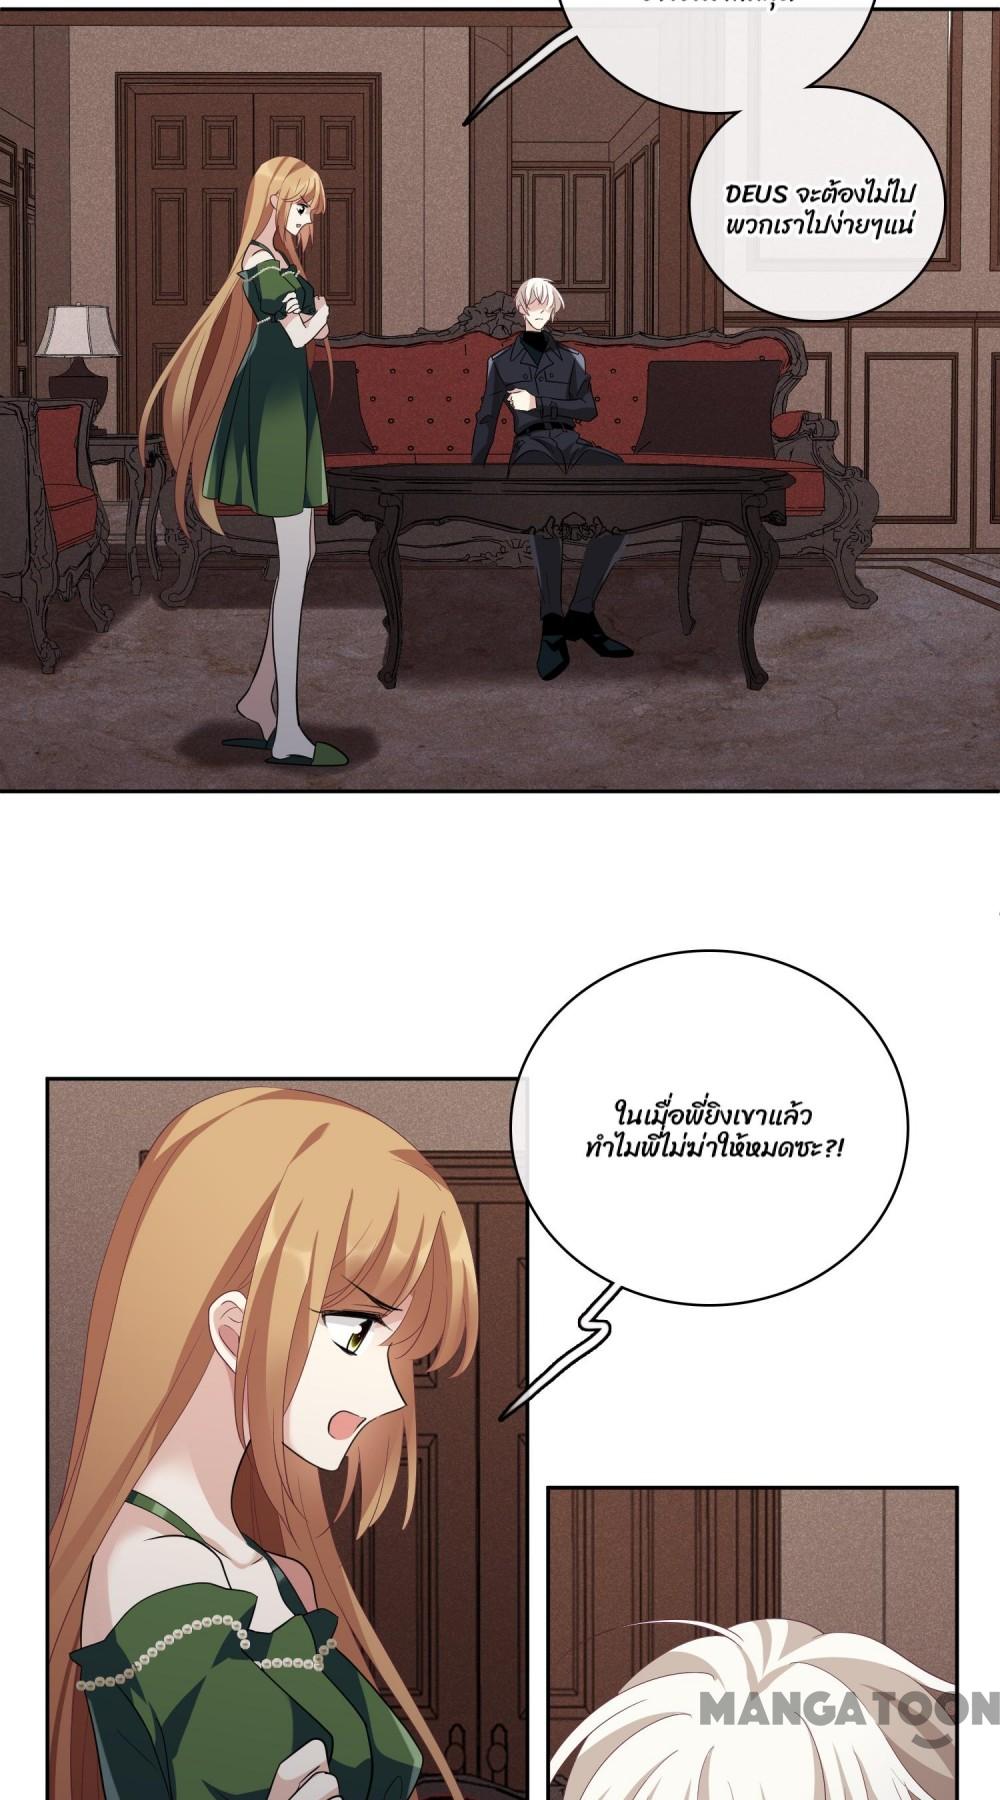 DEUS จะต้องไม่ไป
พวกเราไปง่ายๆแน่
ในเมื่อพี่ยิงเขาแล้ว
ทำไมพี่ไม่ฆ่าให้หมดซะ?!
MANGATOON